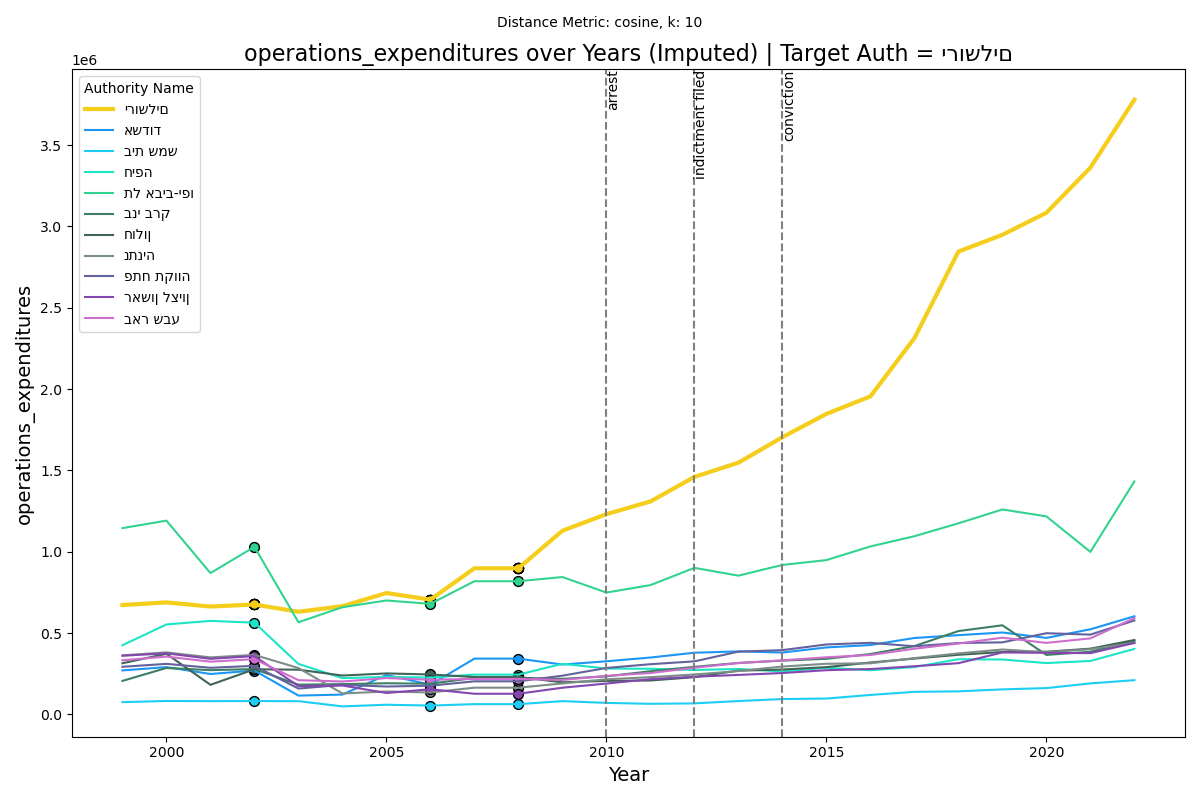 Distance Metric: cosine, k: 10
operations_expenditures over Years (Imputed) | Target Auth = ירושלים
1e6
Authority Name
ירושלים
אשדוד
בית שמש
חיפה
תל אביב-יפו
בני ברק
חולון
נתניה
פתח תקווה
ראשון לציון
באר שבע
arrest
indictment filed
conviction
3.5
3.0
2.5
2.0
1.5
1.0
0.5
0.0
operations_expenditures
2000
2005
2010
2015
2020
Year